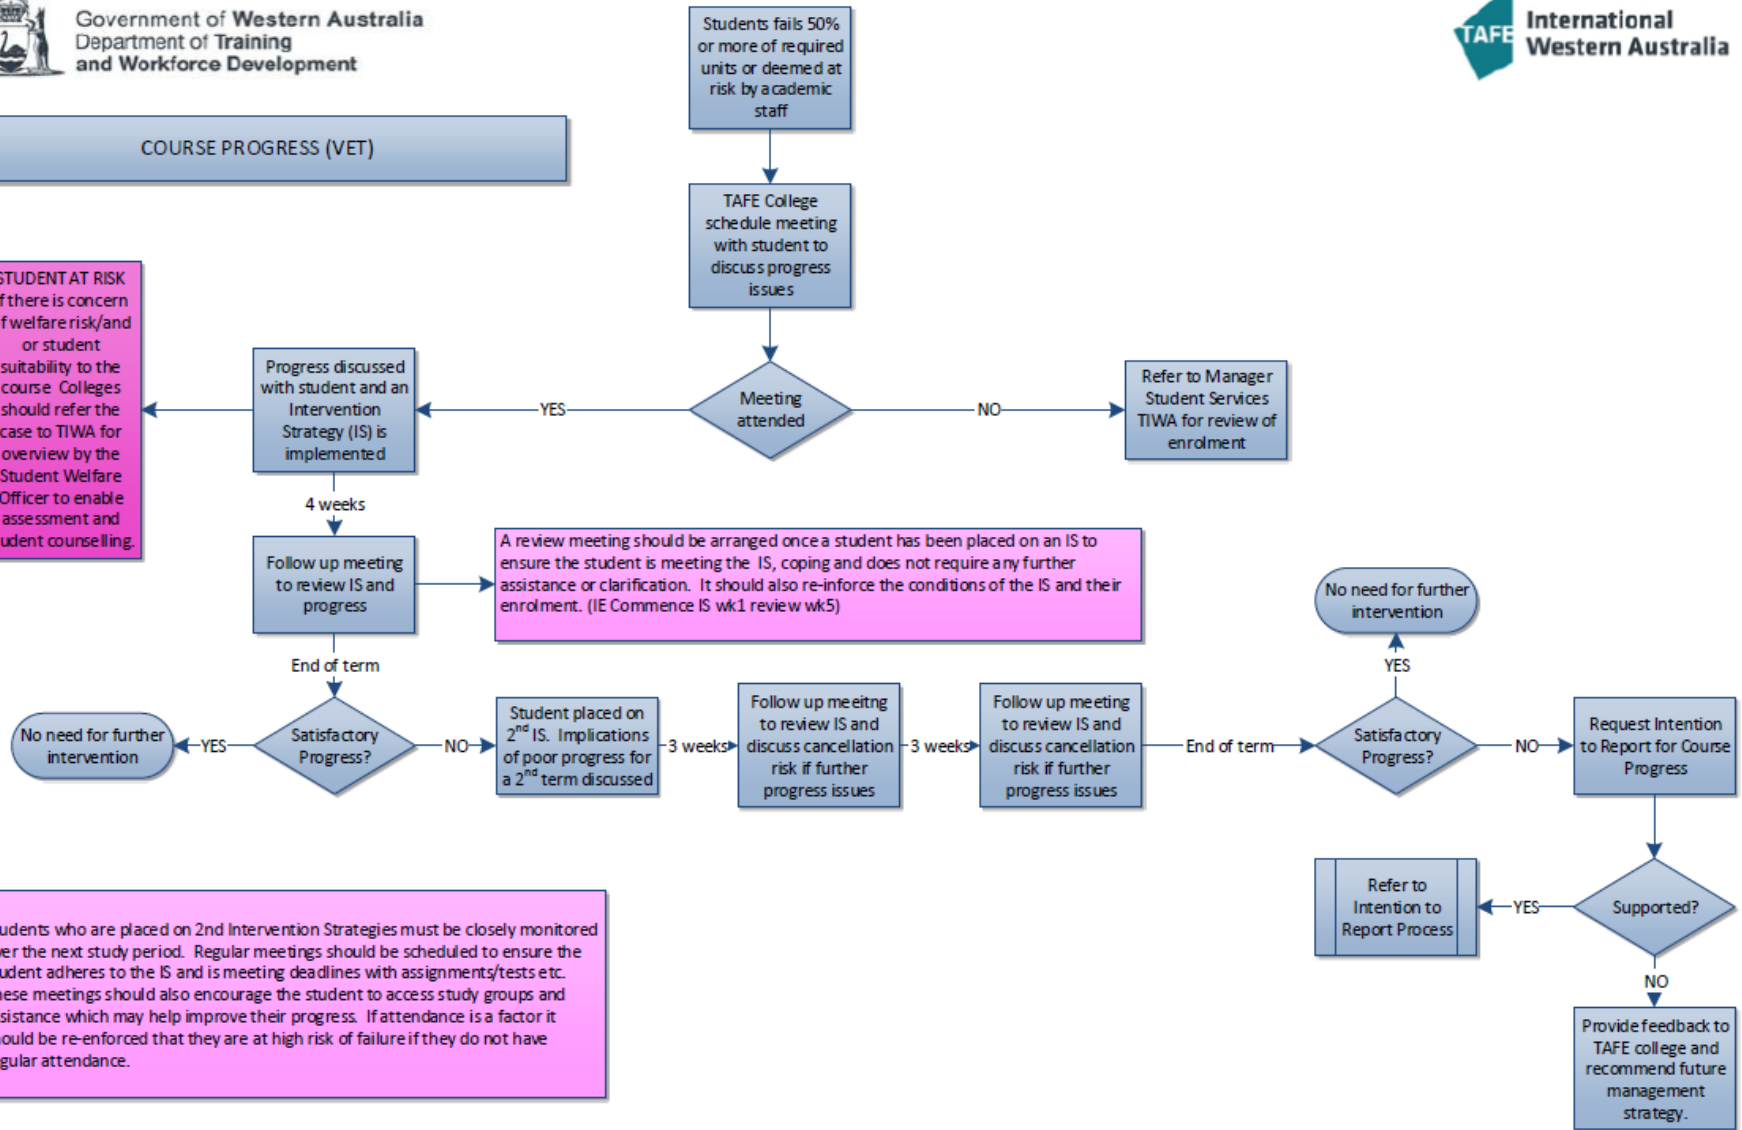 Government of Western Australia
Department of Training
and Workforce Development
TAFE
International
Western Australia
COURSE PROGRESS (VET)
Students fails 50%
or more of required
units or deemed at
risk by academic
staff
TAFE College
schedule meeting
with student to
discuss progress
issues
Meeting
attended
YES
NO
Refer to Manager
Student Services
TIWA for review of
enrolment
Progress discussed
with student and an
Intervention
Strategy (IS) is
implemented
STUDENT AT RISK
f there is concern
f welfare risk/and
or student
suitability to the
course Colleges
should refer the
case to TIWA for
overview by the
Student Welfare
Officer to enable
assessment and
udent counselling.
4 weeks
Follow up meeting
to review IS and
progress
A review meeting should be arranged once a student has been placed on an IS to
ensure the student is meeting the IS, coping and does not require any further
assistance or clarification. It should also re-inforce the conditions of the IS and their
enrolment. (IE Commence IS wk1 review wk5)
End of term
Satisfactory
Progress?
YES
No need for further
intervention
NO
Student placed on
2nd IS. Implications
of poor progress for
a 2nd term discussed
3 weeks
Follow up meeitng
to review IS and
discuss cancellation
risk if further
progress issues
3 weeks
Follow up meeting
to review IS and
discuss cancellation
risk if further
progress issues
End of term
Satisfactory
Progress?
YES
No need for further
intervention
NO
Request Intention
to Report for Course
Progress
Supported?
YES
Refer to
Intention to
Report Process
NO
Provide feedback to
TAFE college and
recommend future
management
strategy.
udents who are placed on 2nd Intervention Strategies must be closely monitored
er the next study period. Regular meetings should be scheduled to ensure the
udent adheres to the IS and is meeting deadlines with assignments/tests etc.
ese meetings should also encourage the student to access study groups and
sistance which may help improve their progress. If attendance is a factor it
ould be re-enforced that they are at high risk of failure if they do not have
gular attendance.